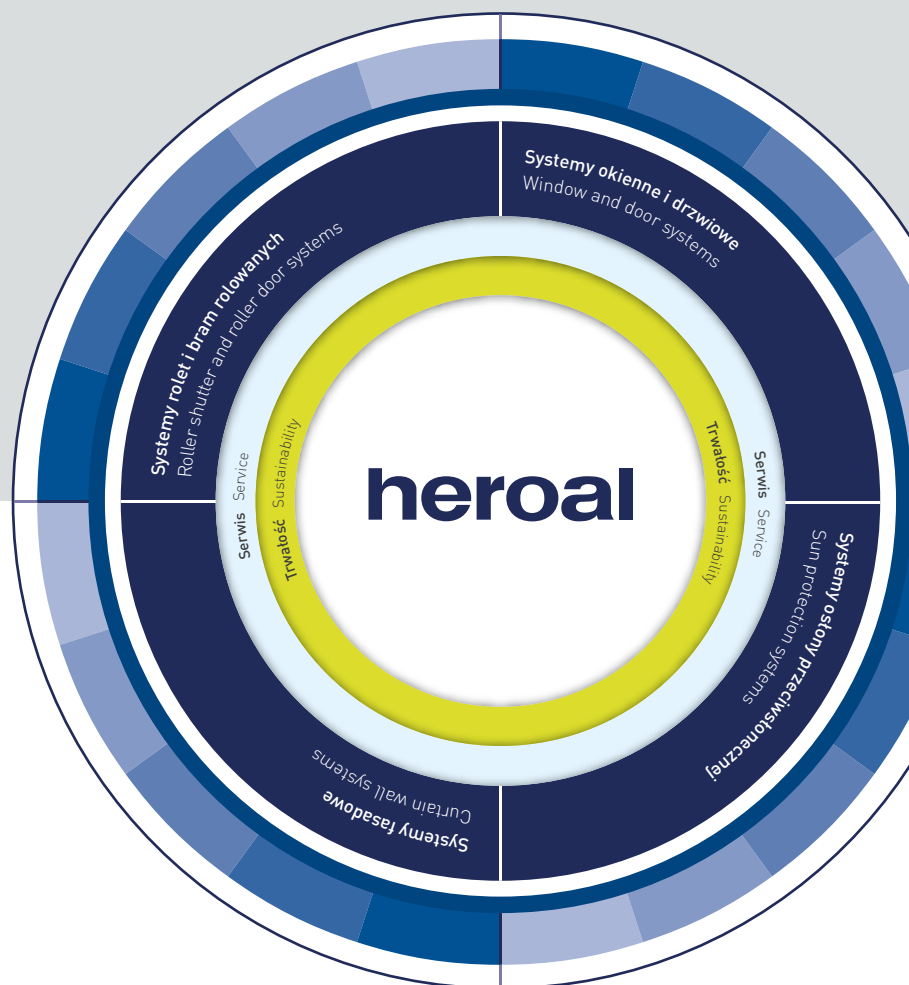 Systemy okienne i drzwiowe
Window and door systems
Systemy rolet i bram rolowanych
Roller shutter and roller door systems
Serwis Service
Trwałość Sustainability
heroal
Trwałość Sustainability
Serwis Service
Systemy osłony przeciwsłonecznej
Sun protection systems
Systemy fasadowe
Curtain wall systems